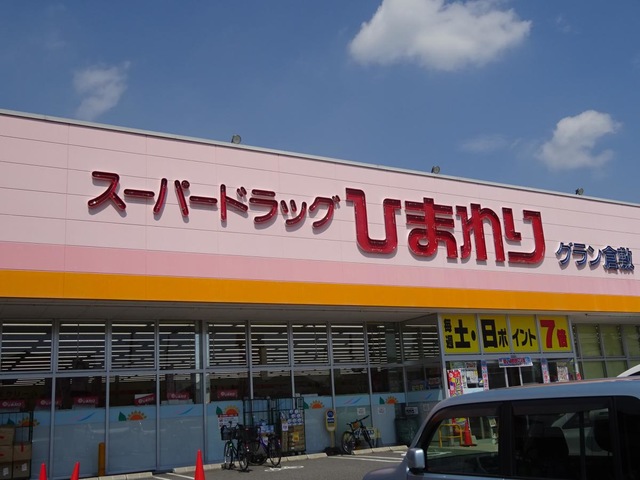 スーパードラッグひまわり グラン倉敷
毎週土・日ポイント7倍